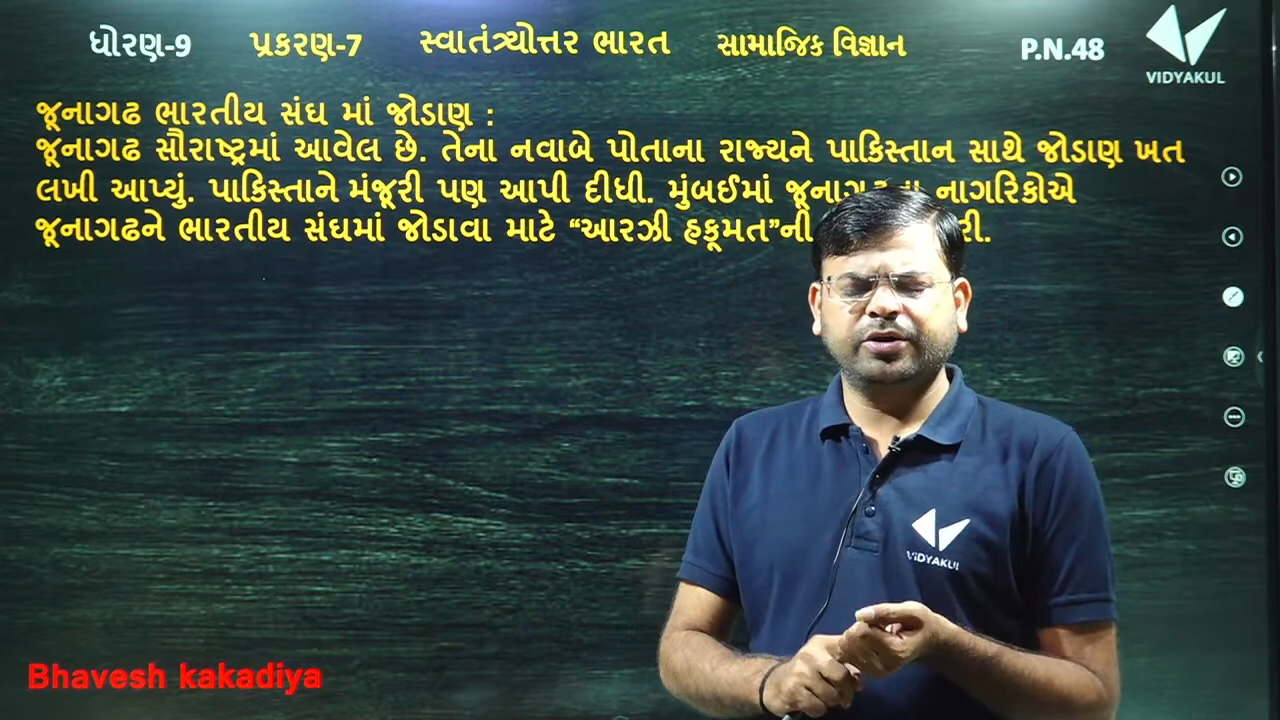 ધોરણ-9 પ્રકરણ-7 સ્વાતંત્ર્યોત્તર ભારત સામાજિક વિજ્ઞાન P.N.48
VIDYAKUL
જૂનાગઢ ભારતીય સંઘ માં જોડાણ :
જૂનાગઢ સૌરાષ્ટ્રમાં આવેલ છે. તેના નવાબે પોતાના રાજ્યને પાકિસ્તાન સાથે જોડાણ ખત
લખી આપ્યું. પાકિસ્તાને મંજૂરી પણ આપી દીધી. મુંબઈમાં નાગરિકોએ
જૂનાગઢને ભારતીય સંઘમાં જોડાવા માટે “આરઝી હકૂમત”ની
VIDYAKUL
Bhavesh kakadiya